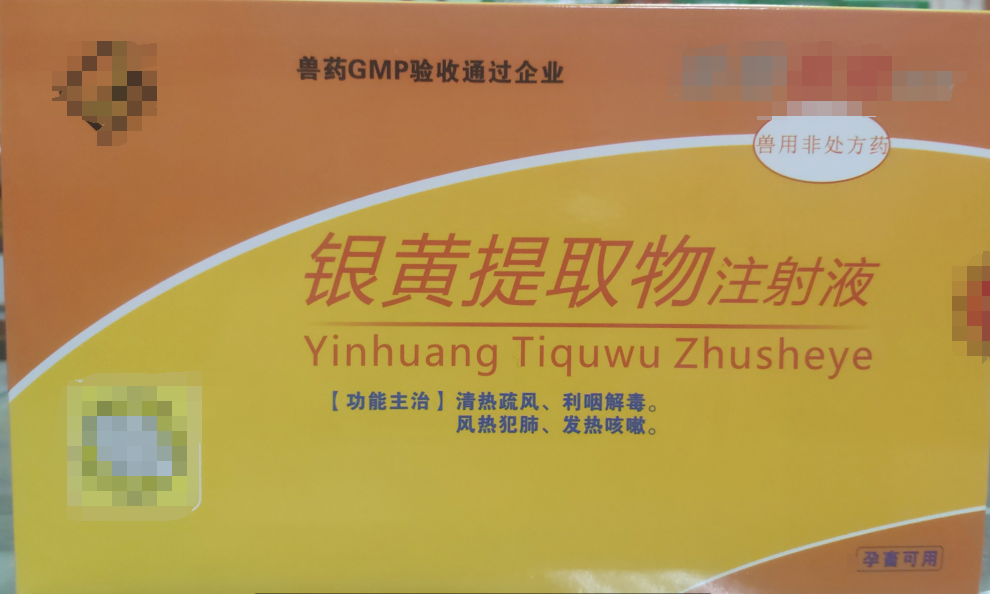 兽药GMP验收通过企业
兽用非处方药
银黄提取物注射液
Yinhuang Tiquwu Zhusheye
【功能主治】清热疏风、利咽解毒。
风热犯肺、发热咳嗽。
孕畜可用